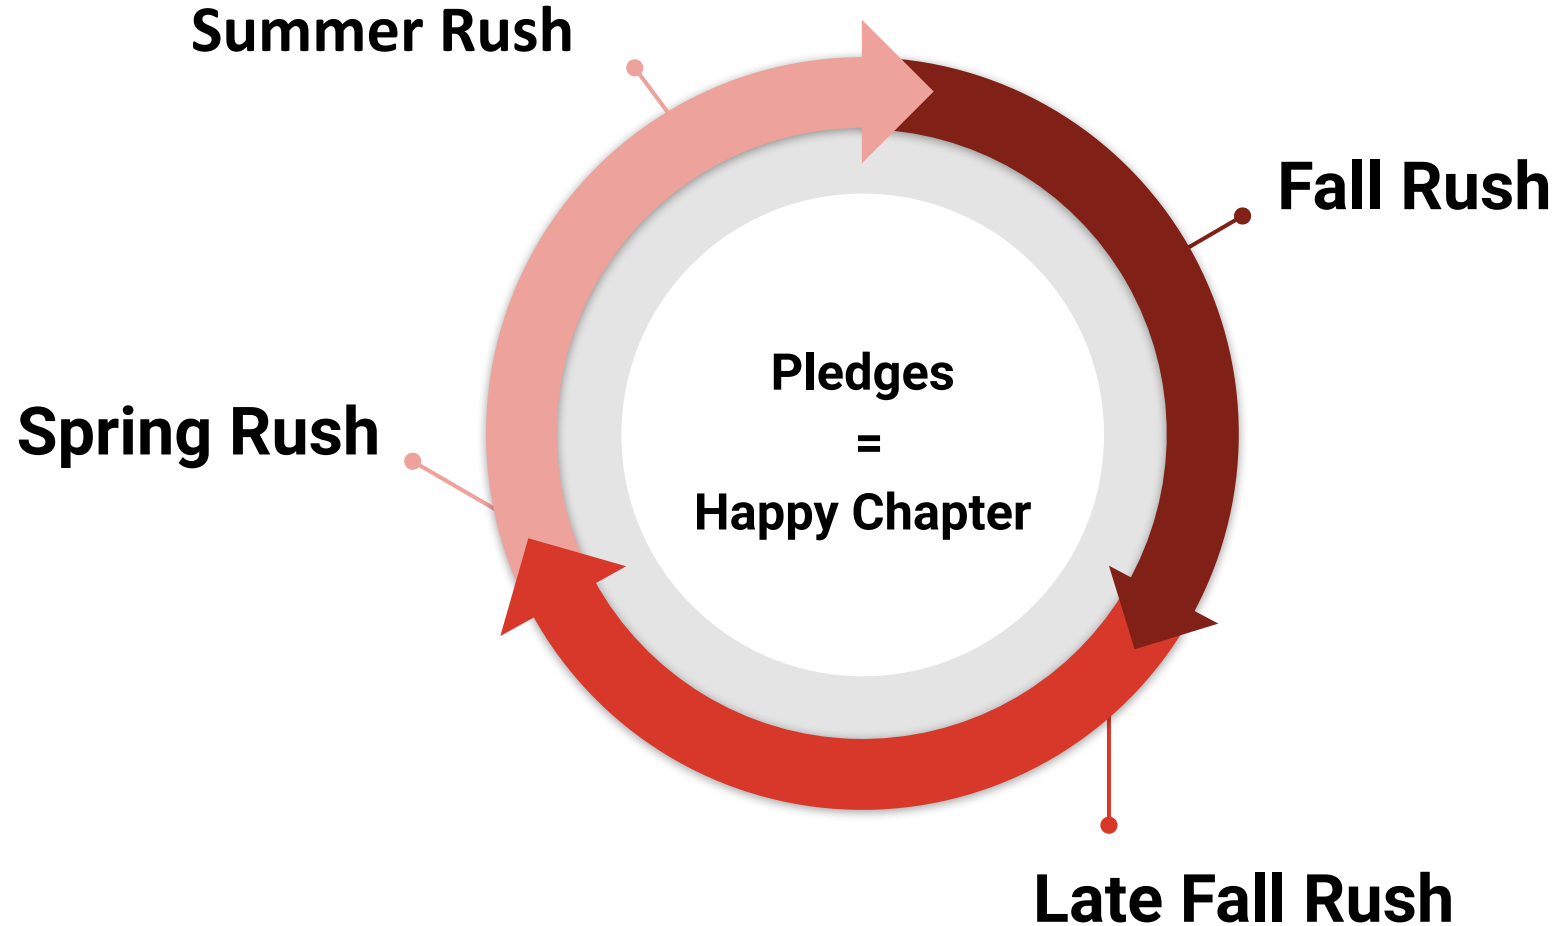 Summer Rush
Fall Rush
Pledges
=
Happy Chapter
Spring Rush
Late Fall Rush